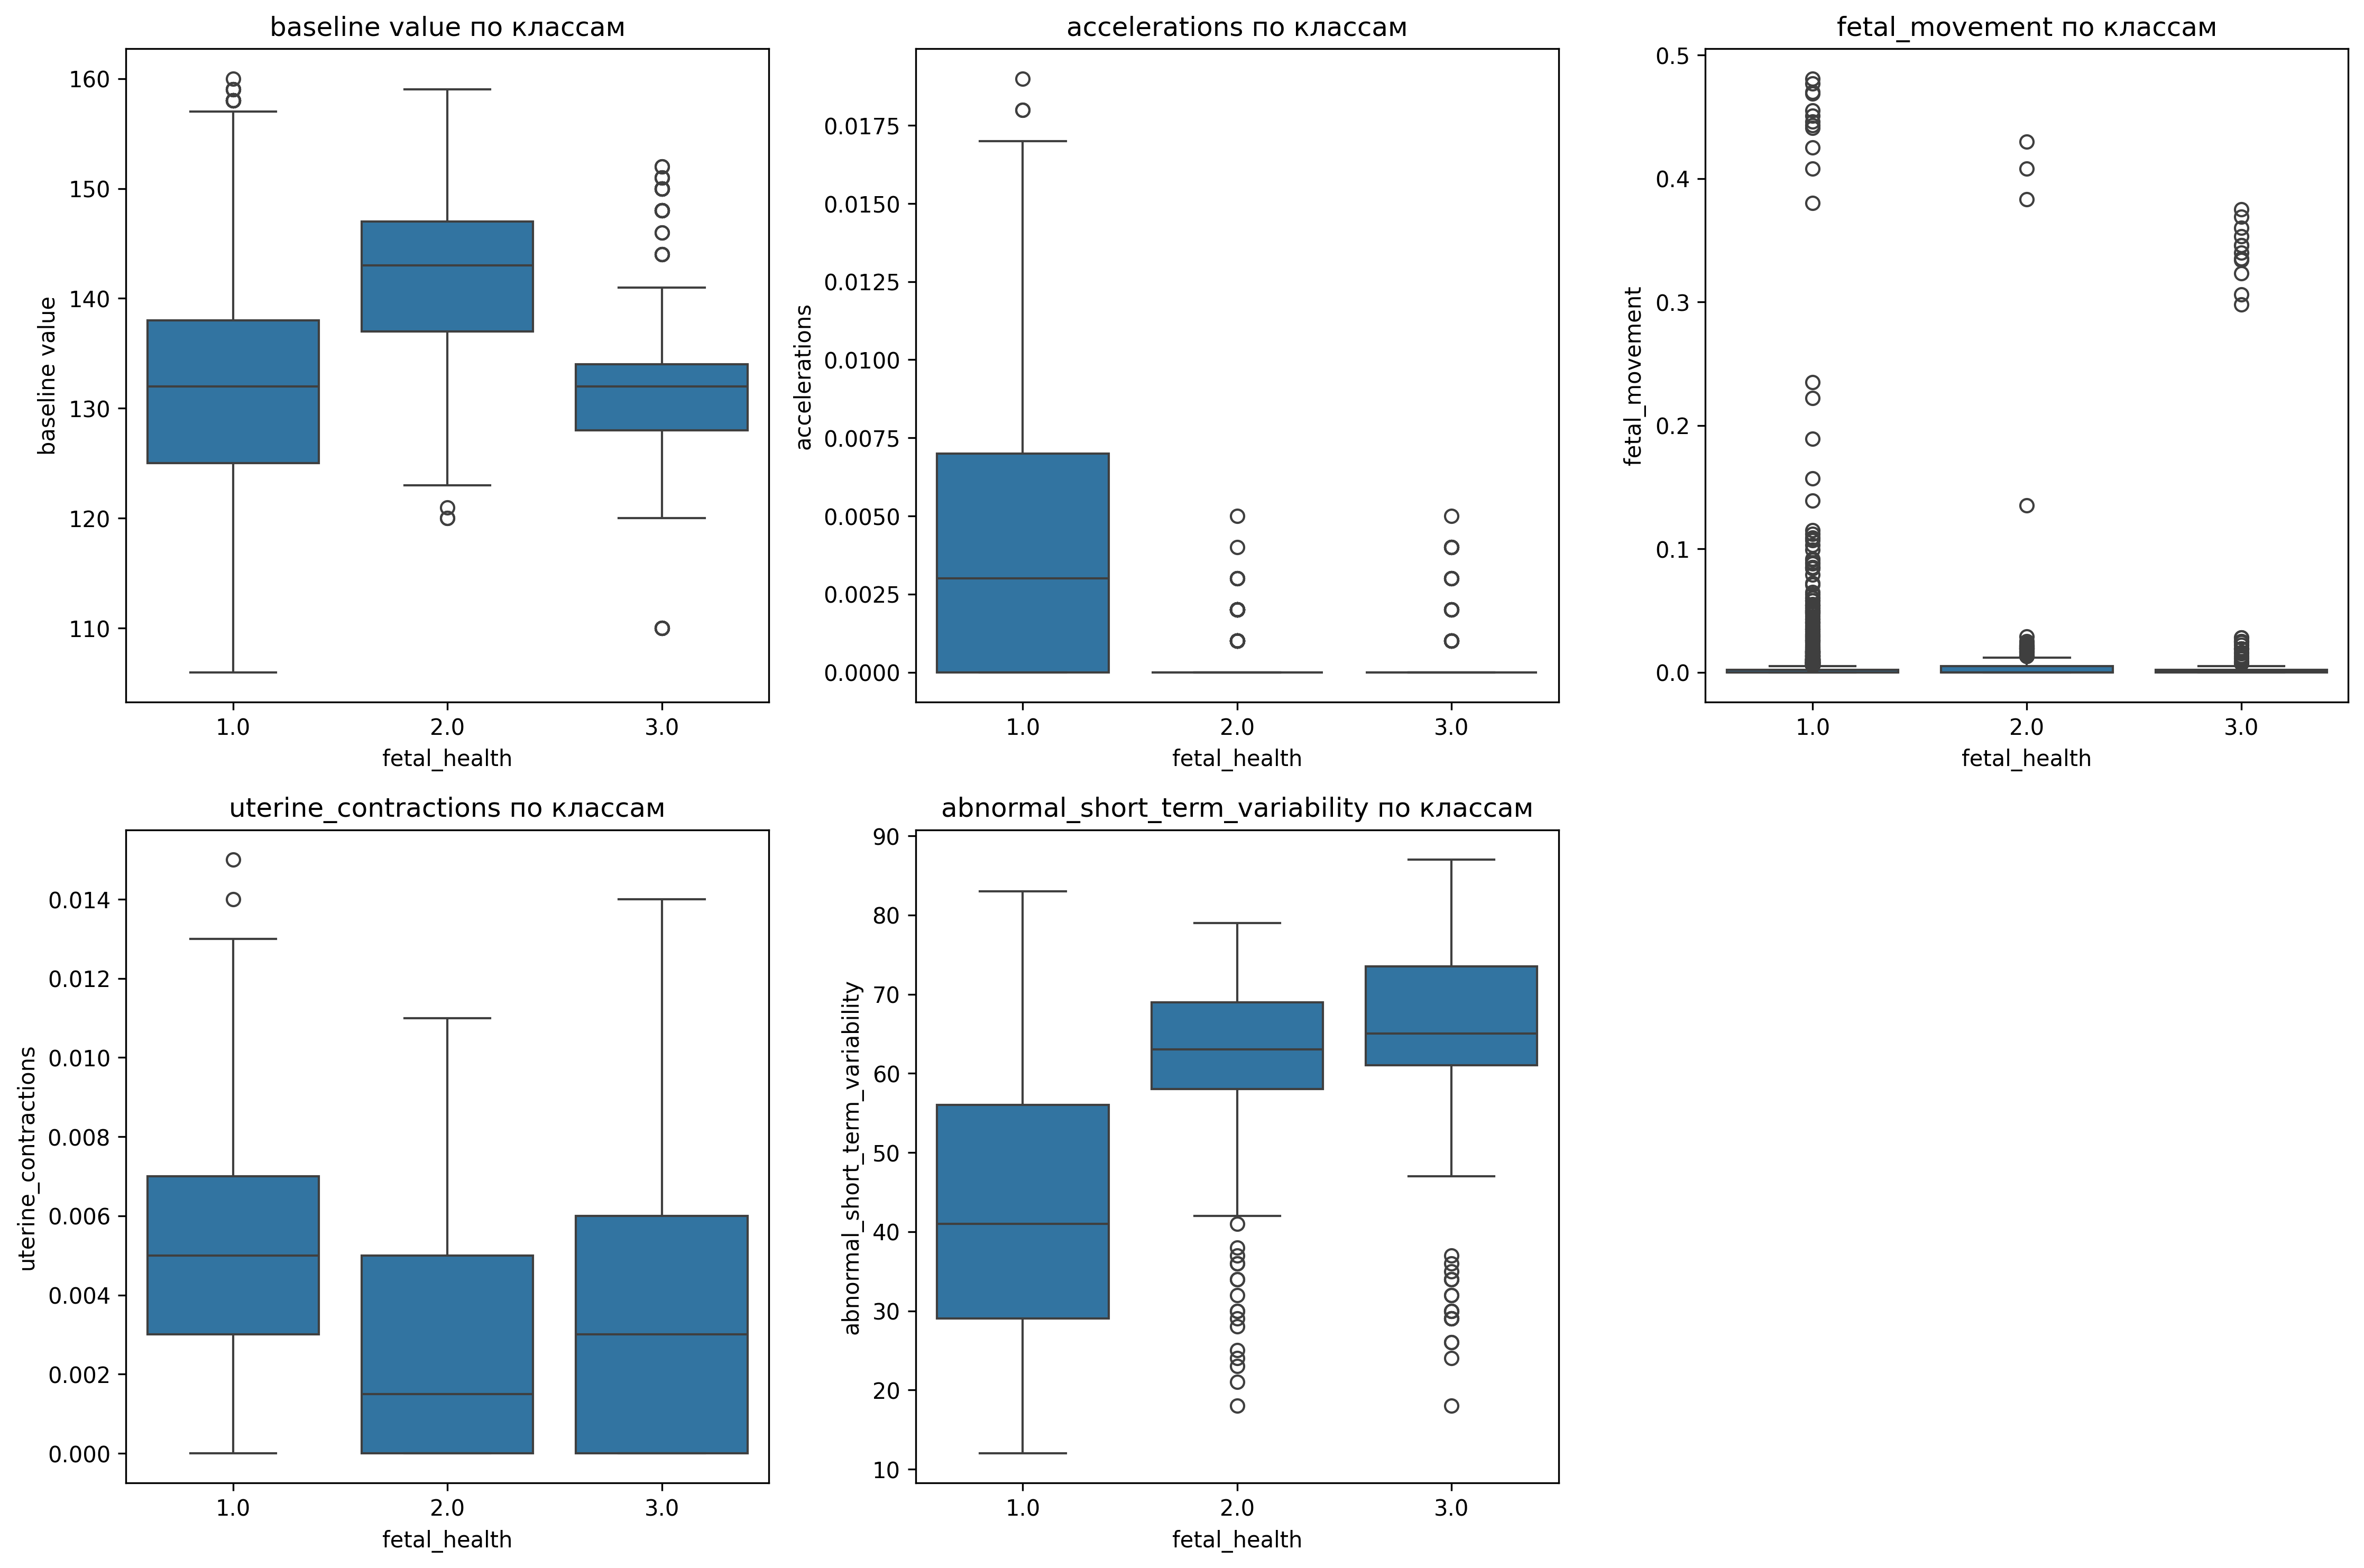 baseline value по классам
baseline value
160
150
140
130
120
110
1.0 2.0 3.0
fetal_health
accelerations по классам
accelerations
0.0175
0.0150
0.0125
0.0100
0.0075
0.0050
0.0025
0.0000
1.0 2.0 3.0
fetal_health
fetal_movement по классам
fetal_movement
0.5
0.4
0.3
0.2
0.1
0.0
1.0 2.0 3.0
fetal_health
uterine_contractions по классам
uterine_contractions
0.014
0.012
0.010
0.008
0.006
0.004
0.002
0.000
1.0 2.0 3.0
fetal_health
abnormal_short_term_variability по классам
abnormal_short_term_variability
90
80
70
60
50
40
30
20
10
1.0 2.0 3.0
fetal_health